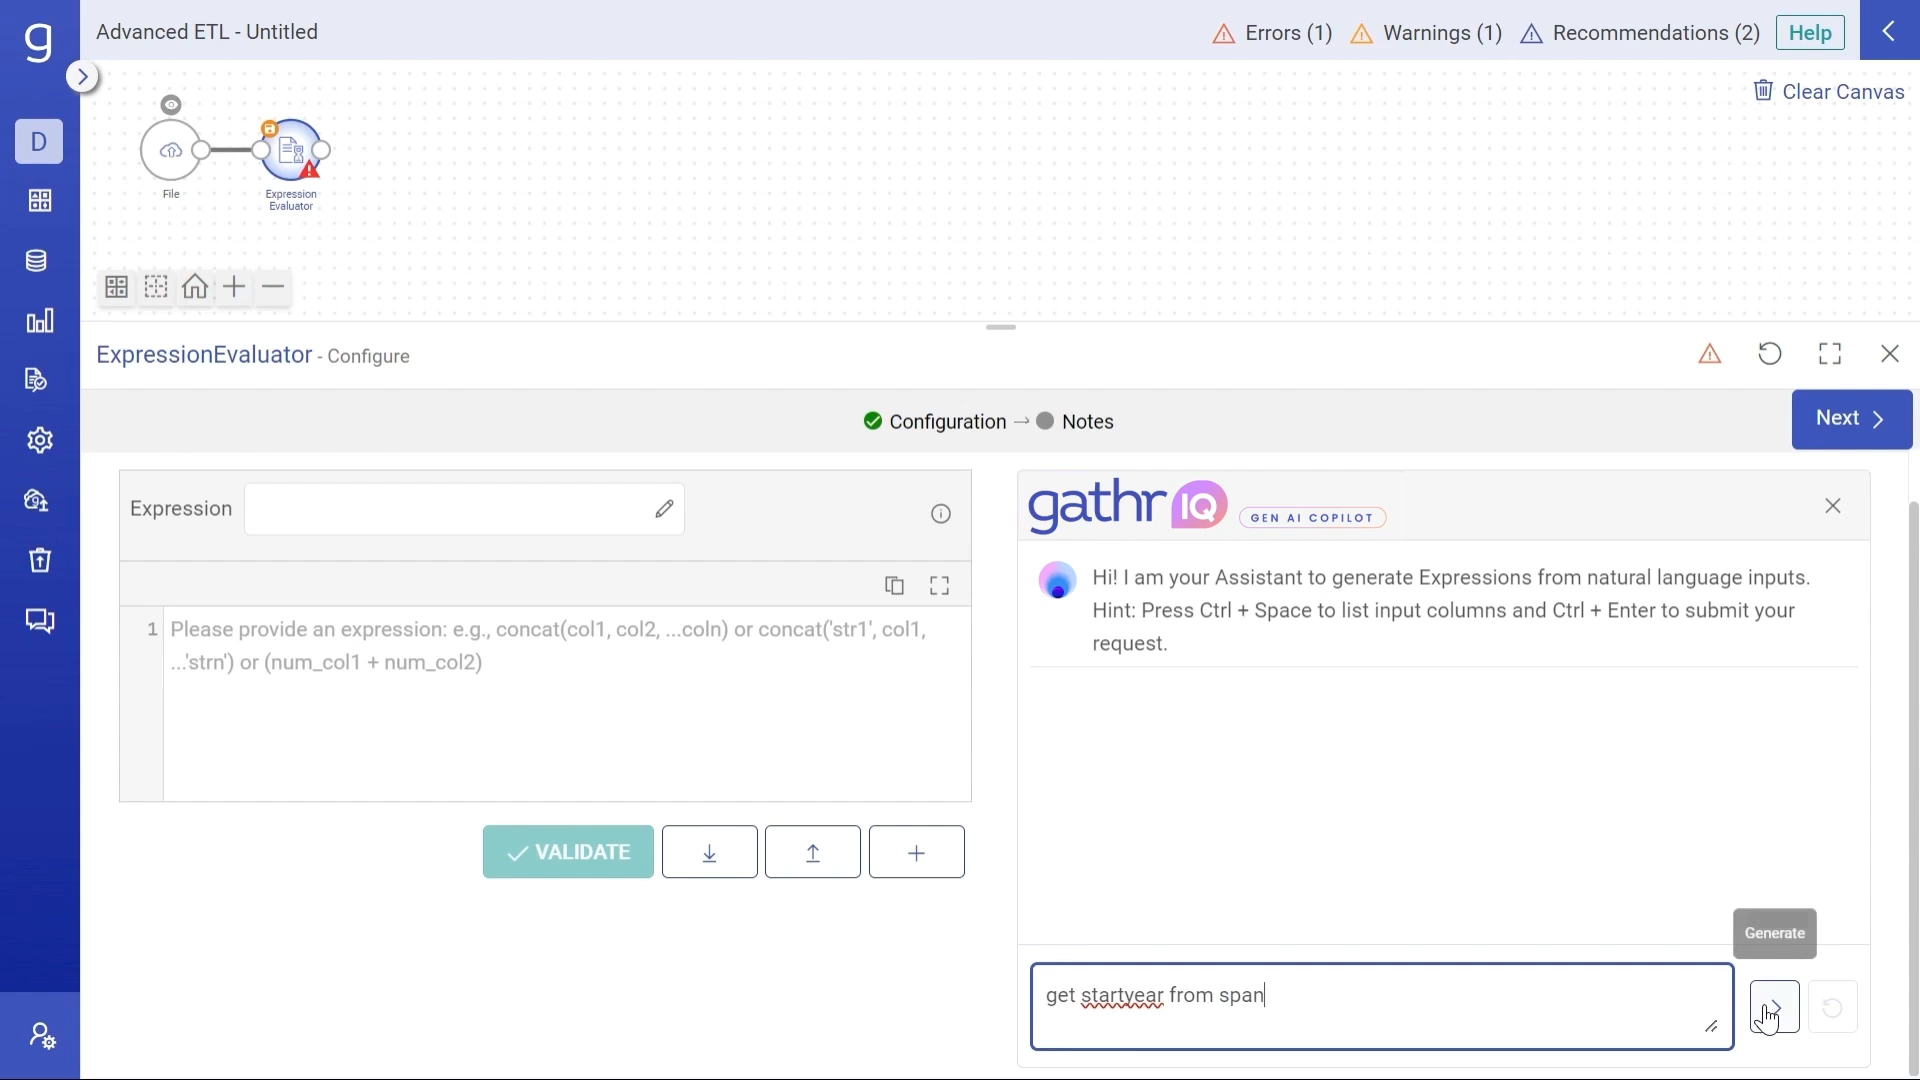 g
Advanced ETL - Untitled
Errors (1)
Warnings (1)
Recommendations (2)
Help
Clear Canvas
D
File
Expression
Evaluator
ExpressionEvaluator - Configure
Configuration → Notes
Next
Expression
1 Please provide an expression: e.g., concat(col1, col2, ...coln) or concat('str1', col1,
...'strn') or (num_col1 + num_col2)
VALIDATE
gathr IQ GEN AI COPILOT
Hi! I am your Assistant to generate Expressions from natural language inputs.
Hint: Press Ctrl + Space to list input columns and Ctrl + Enter to submit your
request.
Generate
get startyear from span